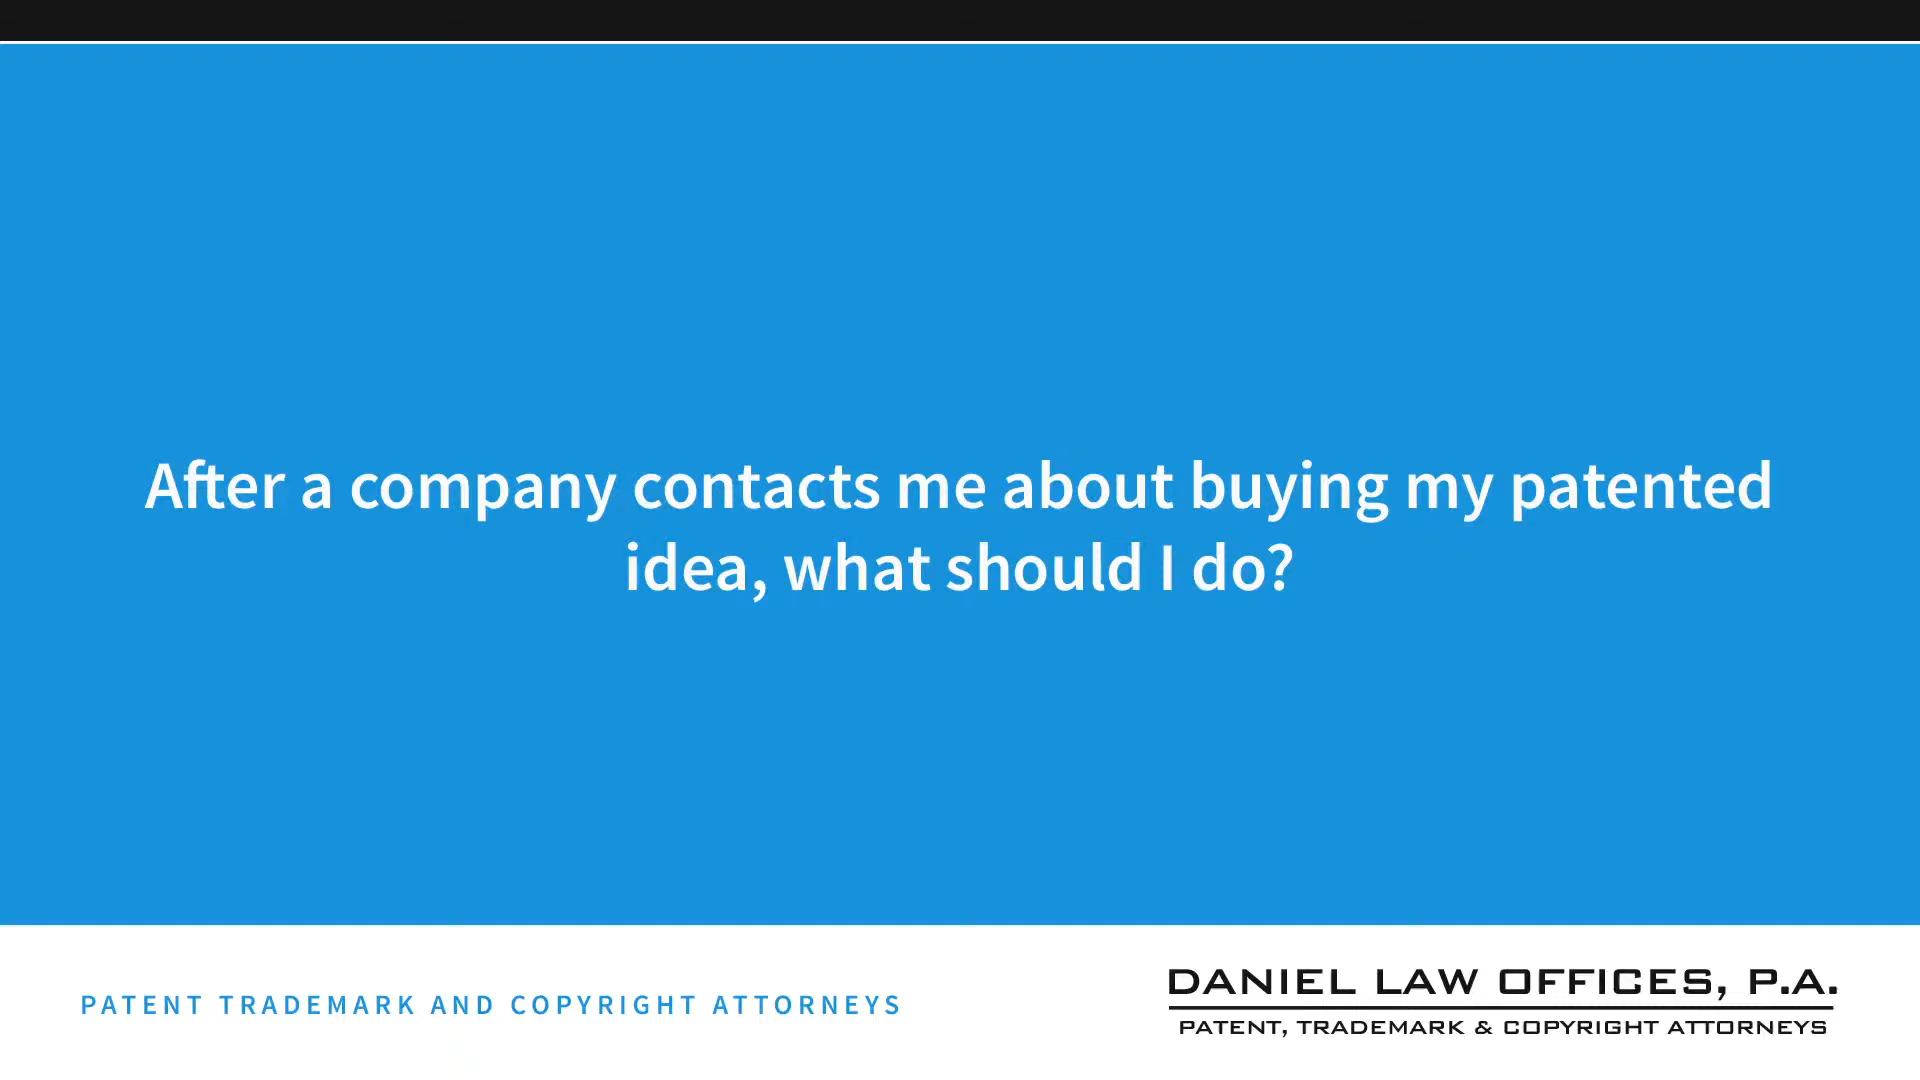 After a company contacts me about buying my patented
idea, what should I do?
PATENT TRADEMARK AND COPYRIGHT ATTORNEYS
DANIEL LAW OFFICES, P.A.
PATENT, TRADEMARK & COPYRIGHT ATTORNEYS